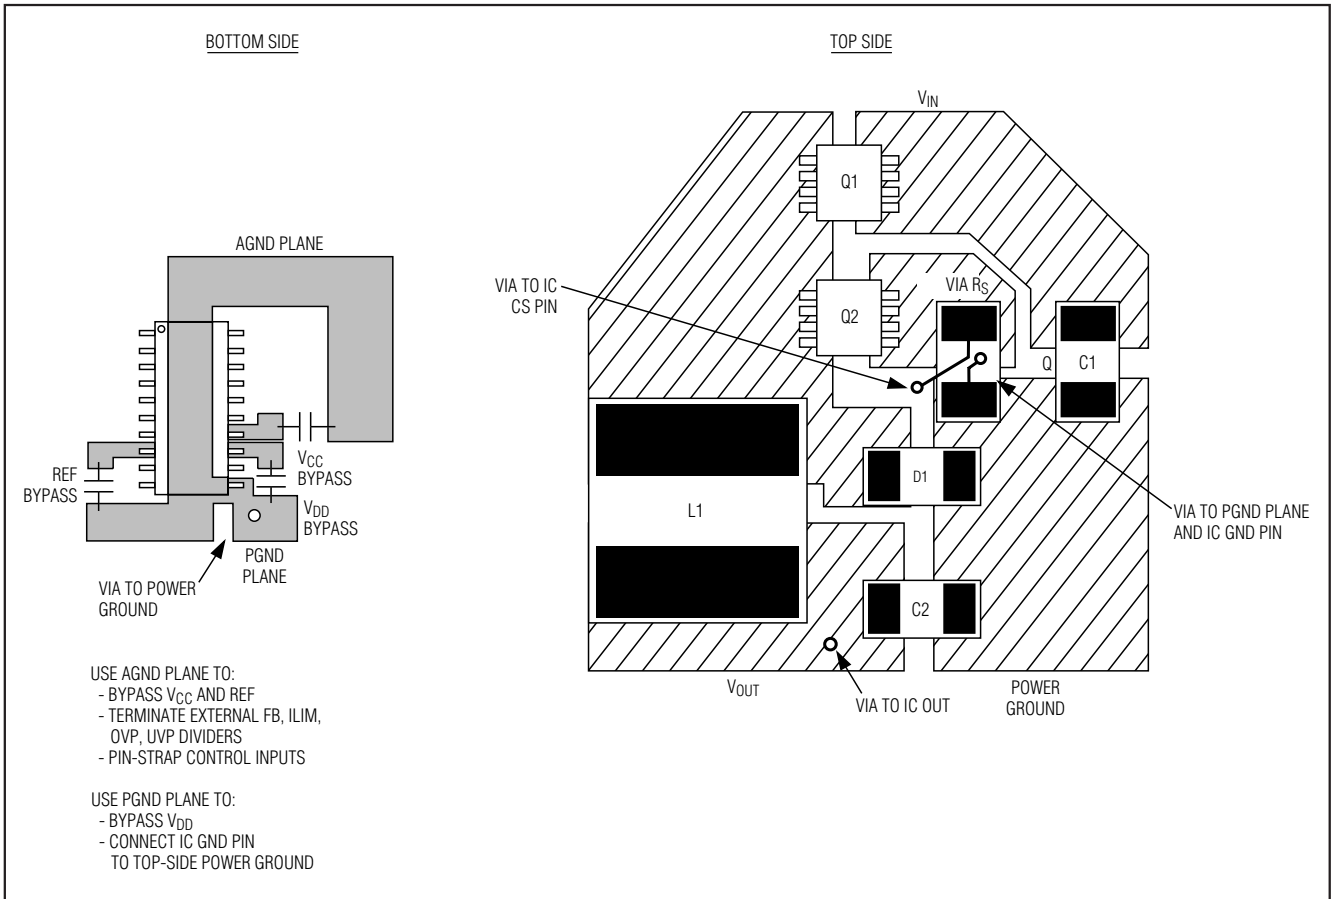 BOTTOM SIDE
AGND PLANE
REF
BYPASS
VCC
BYPASS
VDD
BYPASS
PGND
PLANE
VIA TO POWER
GROUND
USE AGND PLANE TO:
- BYPASS VCC AND REF
- TERMINATE EXTERNAL FB, ILIM,
OVP, UVP DIVIDERS
- PIN-STRAP CONTROL INPUTS
USE PGND PLANE TO:
- BYPASS VDD
- CONNECT IC GND PIN
TO TOP-SIDE POWER GROUND
TOP SIDE
VIN
Q1
VIA TO IC
CS PIN
VIA RS
Q2
Q
C1
D1
L1
VIA TO PGND PLANE
AND IC GND PIN
C2
VOUT
VIA TO IC OUT
POWER
GROUND